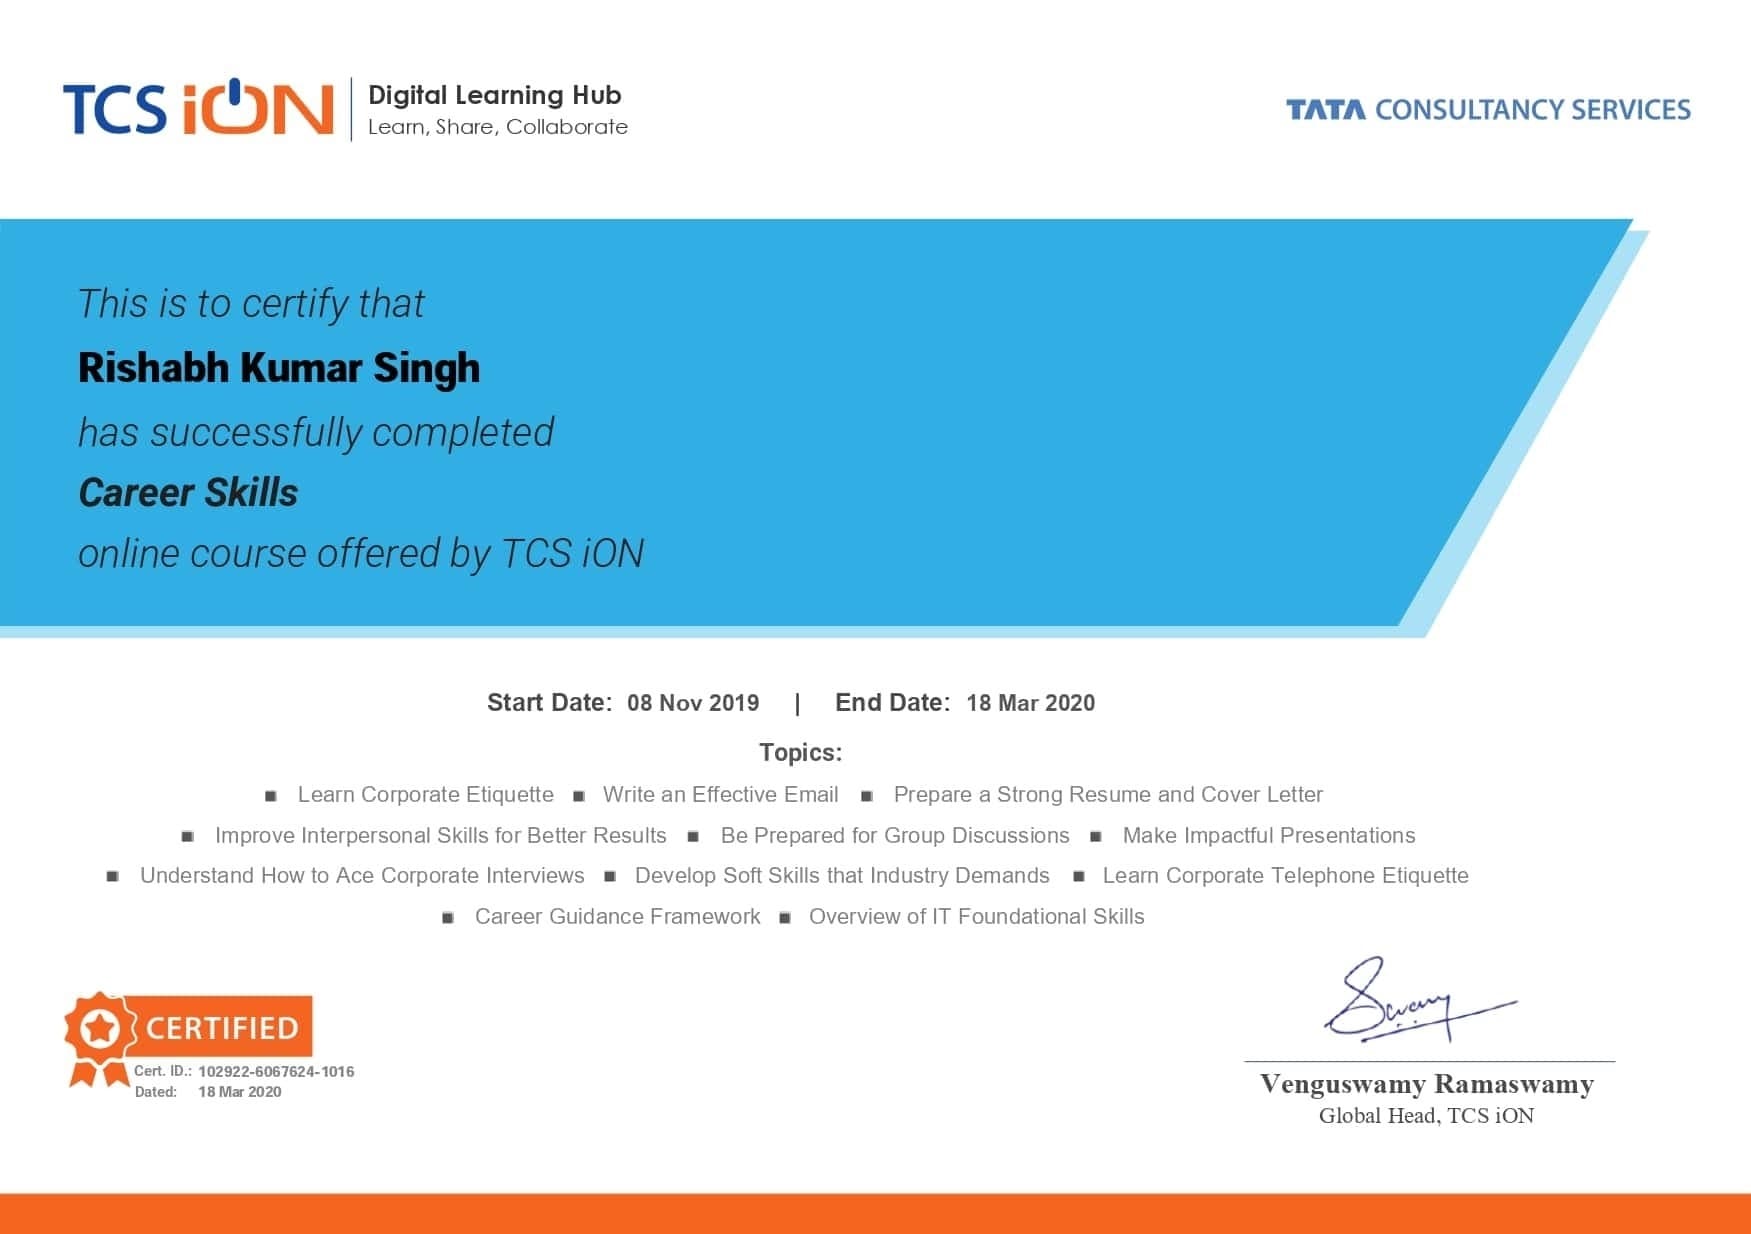 TCS iON
Digital Learning Hub
Learn, Share, Collaborate
TATA CONSULTANCY SERVICES
This is to certify that
Rishabh Kumar Singh
has successfully completed
Career Skills
online course offered by TCS iON
Start Date: 08 Nov 2019 | End Date: 18 Mar 2020
Topics:
▪ Learn Corporate Etiquette ▪ Write an Effective Email ▪ Prepare a Strong Resume and Cover Letter
▪ Improve Interpersonal Skills for Better Results ▪ Be Prepared for Group Discussions ▪ Make Impactful Presentations
▪ Understand How to Ace Corporate Interviews ▪ Develop Soft Skills that Industry Demands ▪ Learn Corporate Telephone Etiquette
▪ Career Guidance Framework ▪ Overview of IT Foundational Skills
CERTIFIED
Cert. ID.: 102922-6067624-1016
Dated: 18 Mar 2020
Swamy
Venguswamy Ramaswamy
Global Head, TCS iON